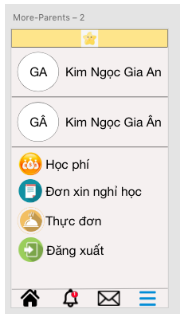 More-Parents – 2
GA Kim Ngọc Gia An
GÂ Kim Ngọc Gia Ân
Học phí
Đơn xin nghỉ học
Thực đơn
Đăng xuất